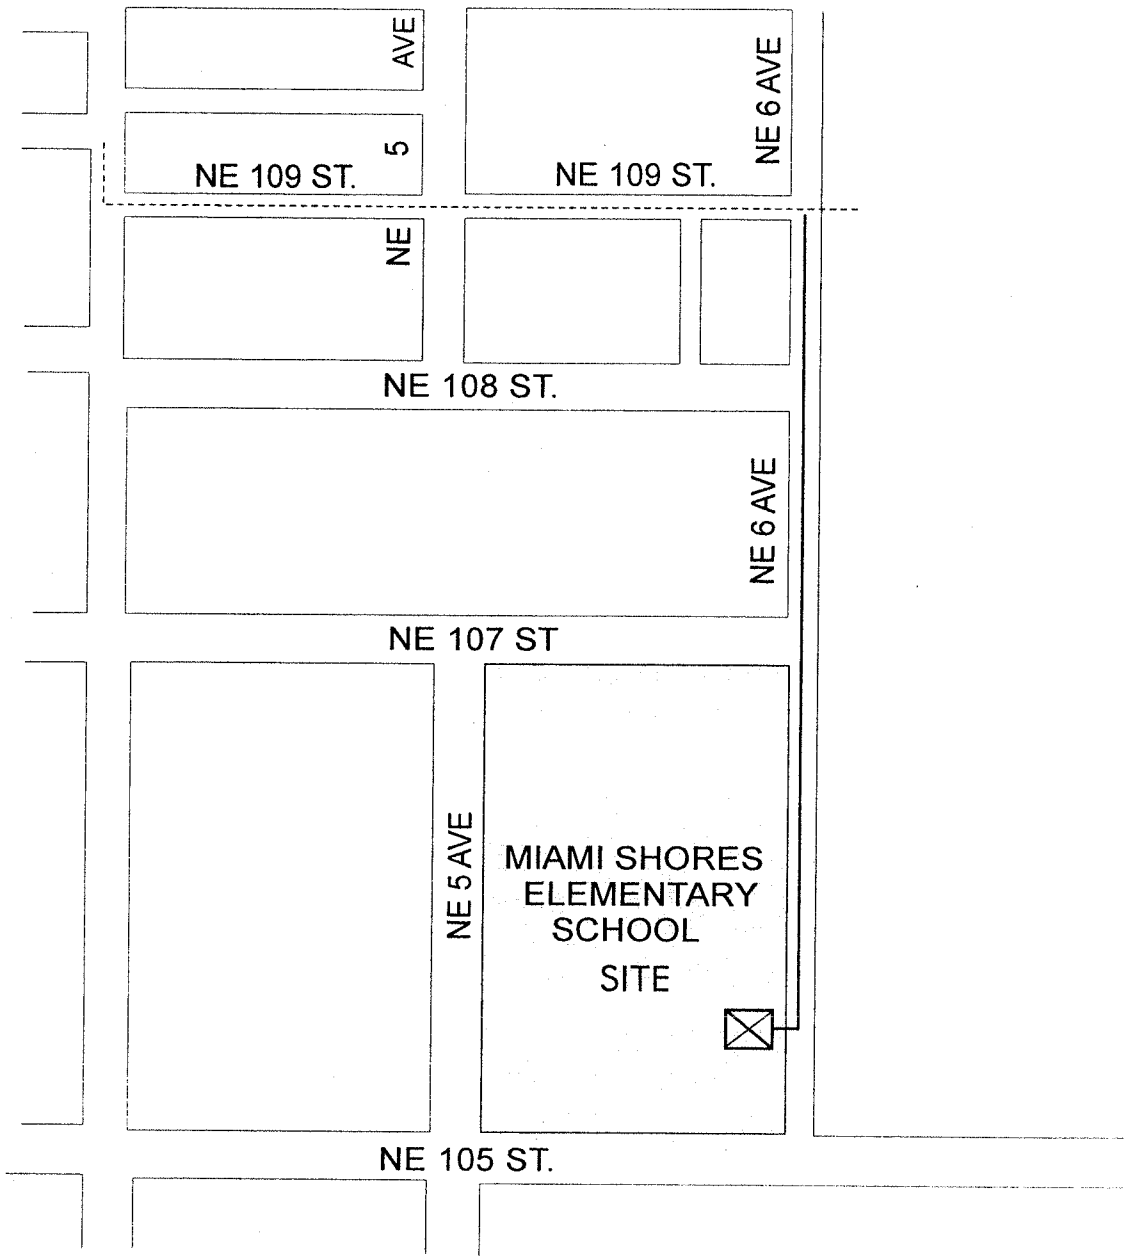 AVE
NE 6 AVE
5
NE 109 ST.
NE 109 ST.
NE
NE 108 ST.
NE 6 AVE
NE 107 ST
NE 5 AVE
MIAMI SHORES
ELEMENTARY
SCHOOL
SITE
NE 105 ST.